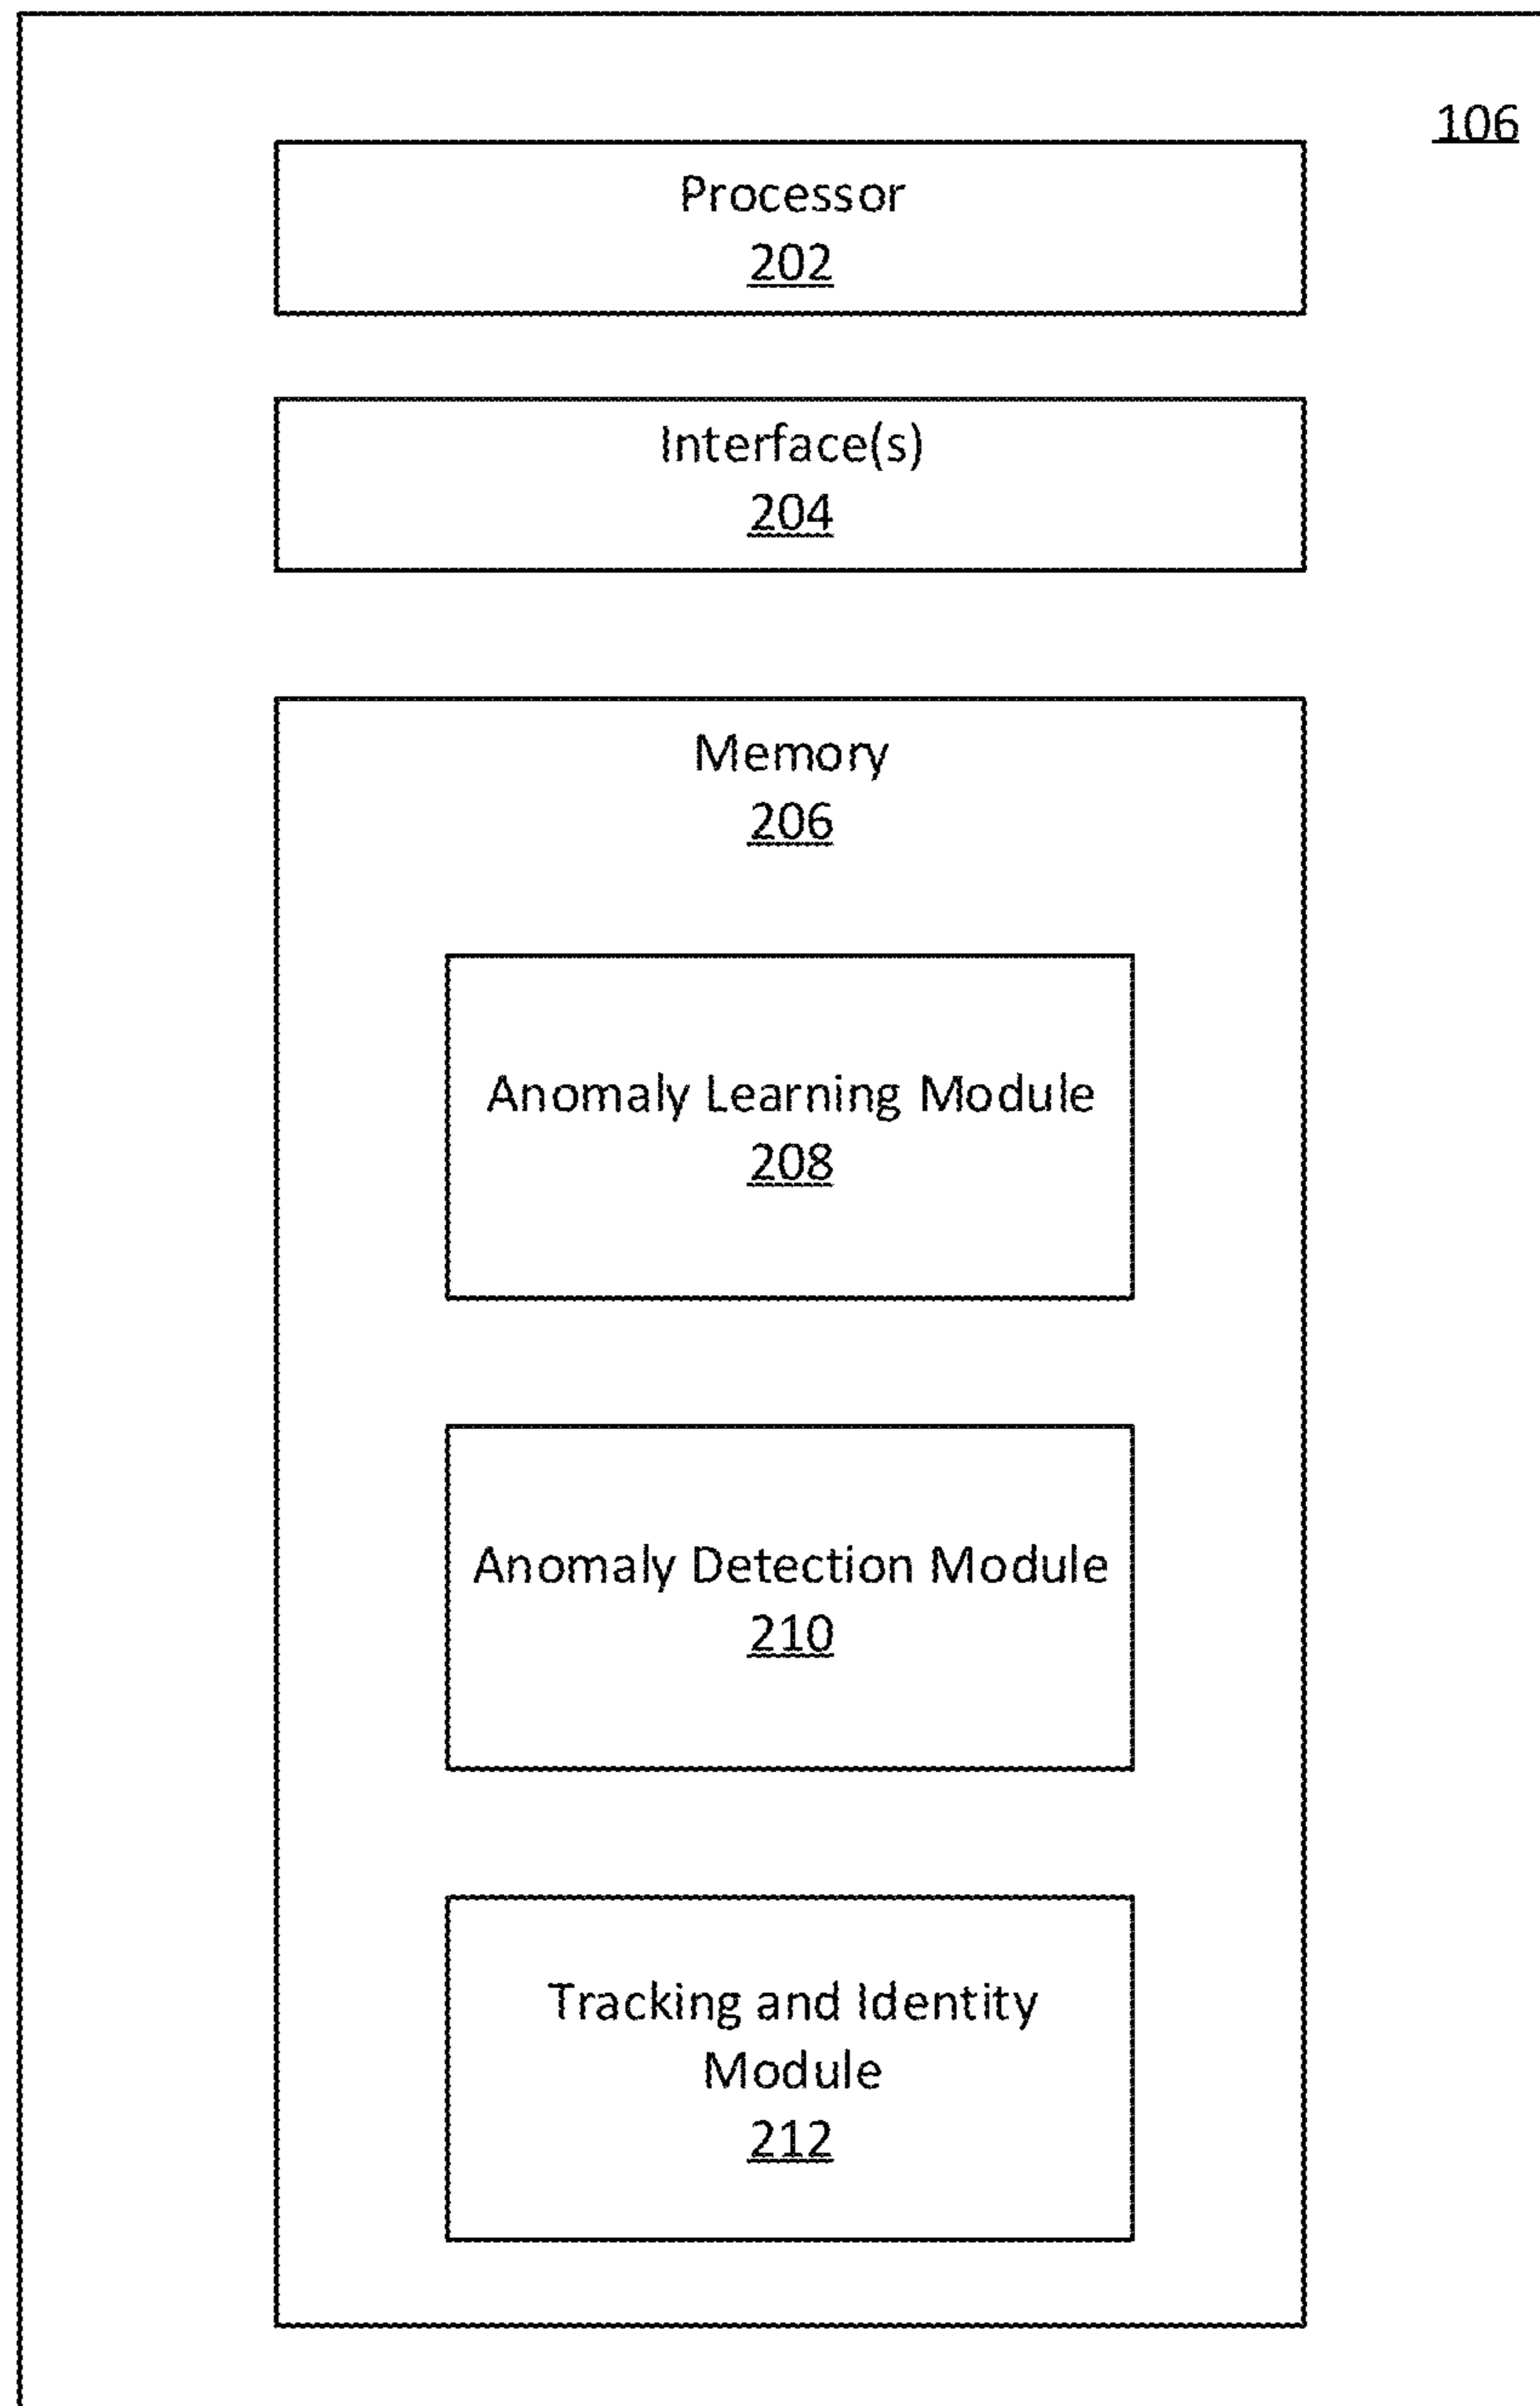 106
Processor
202
Interface(s)
204
Memory
206
Anomaly Learning Module
208
Anomaly Detection Module
210
Tracking and Identity
Module
212